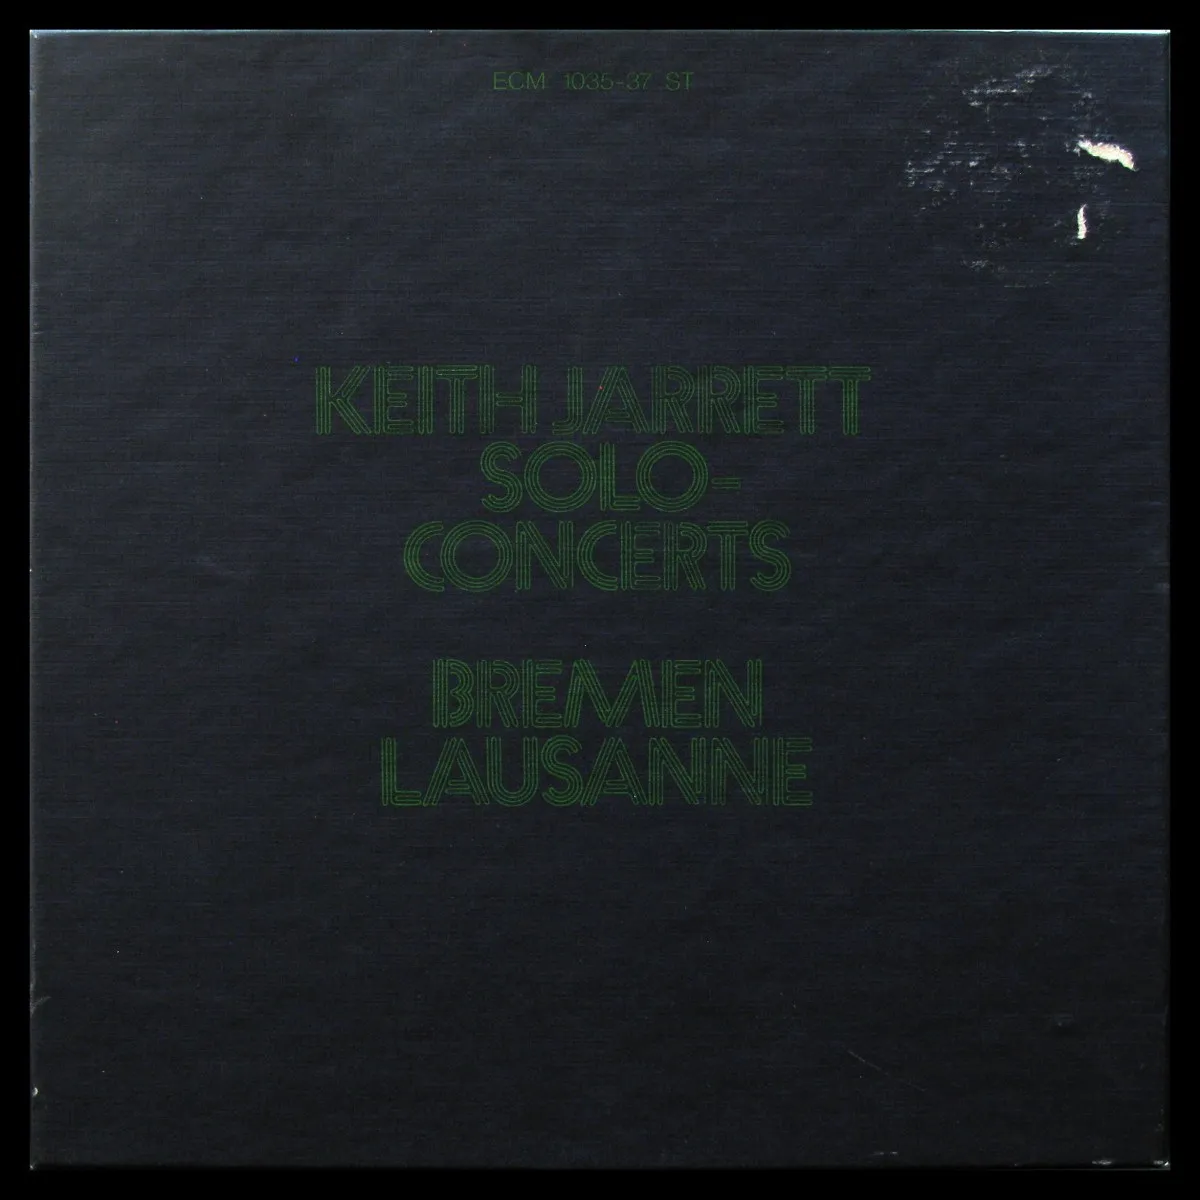 ECM 1035-37 ST
KEITH JARRETT
SOLO-
CONCERTS
BREMEN
LAUSANNE